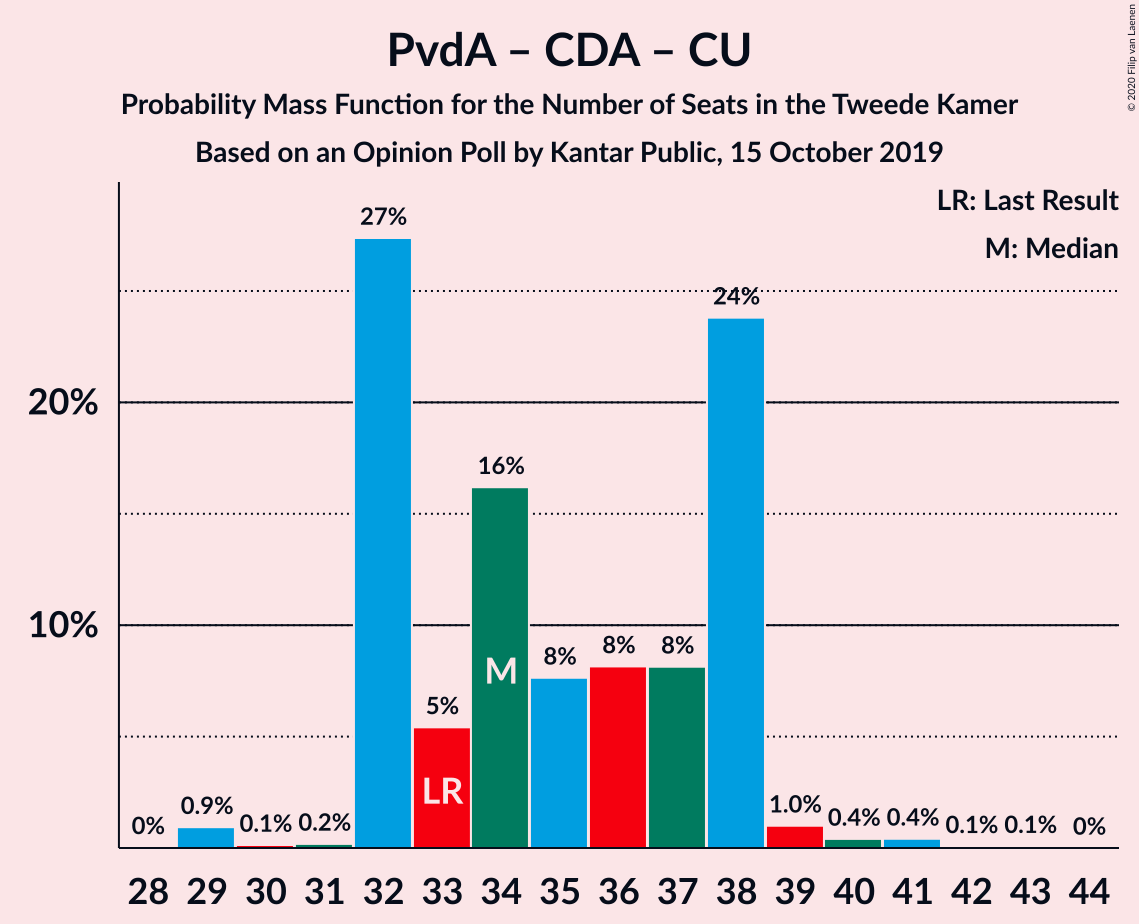 PvdA – CDA – CU
Probability Mass Function for the Number of Seats in the Tweede Kamer
Based on an Opinion Poll by Kantar Public, 15 October 2019
© 2020 Filip van Laenen
LR: Last Result
M: Median
20%
10%
0%
0.9%
0.1%
0.2%
27%
5%
16%
8%
8%
8%
24%
1.0%
0.4%
0.4%
0.1%
0.1%
0%
LR
M
28 29 30 31 32 33 34 35 36 37 38 39 40 41 42 43 44